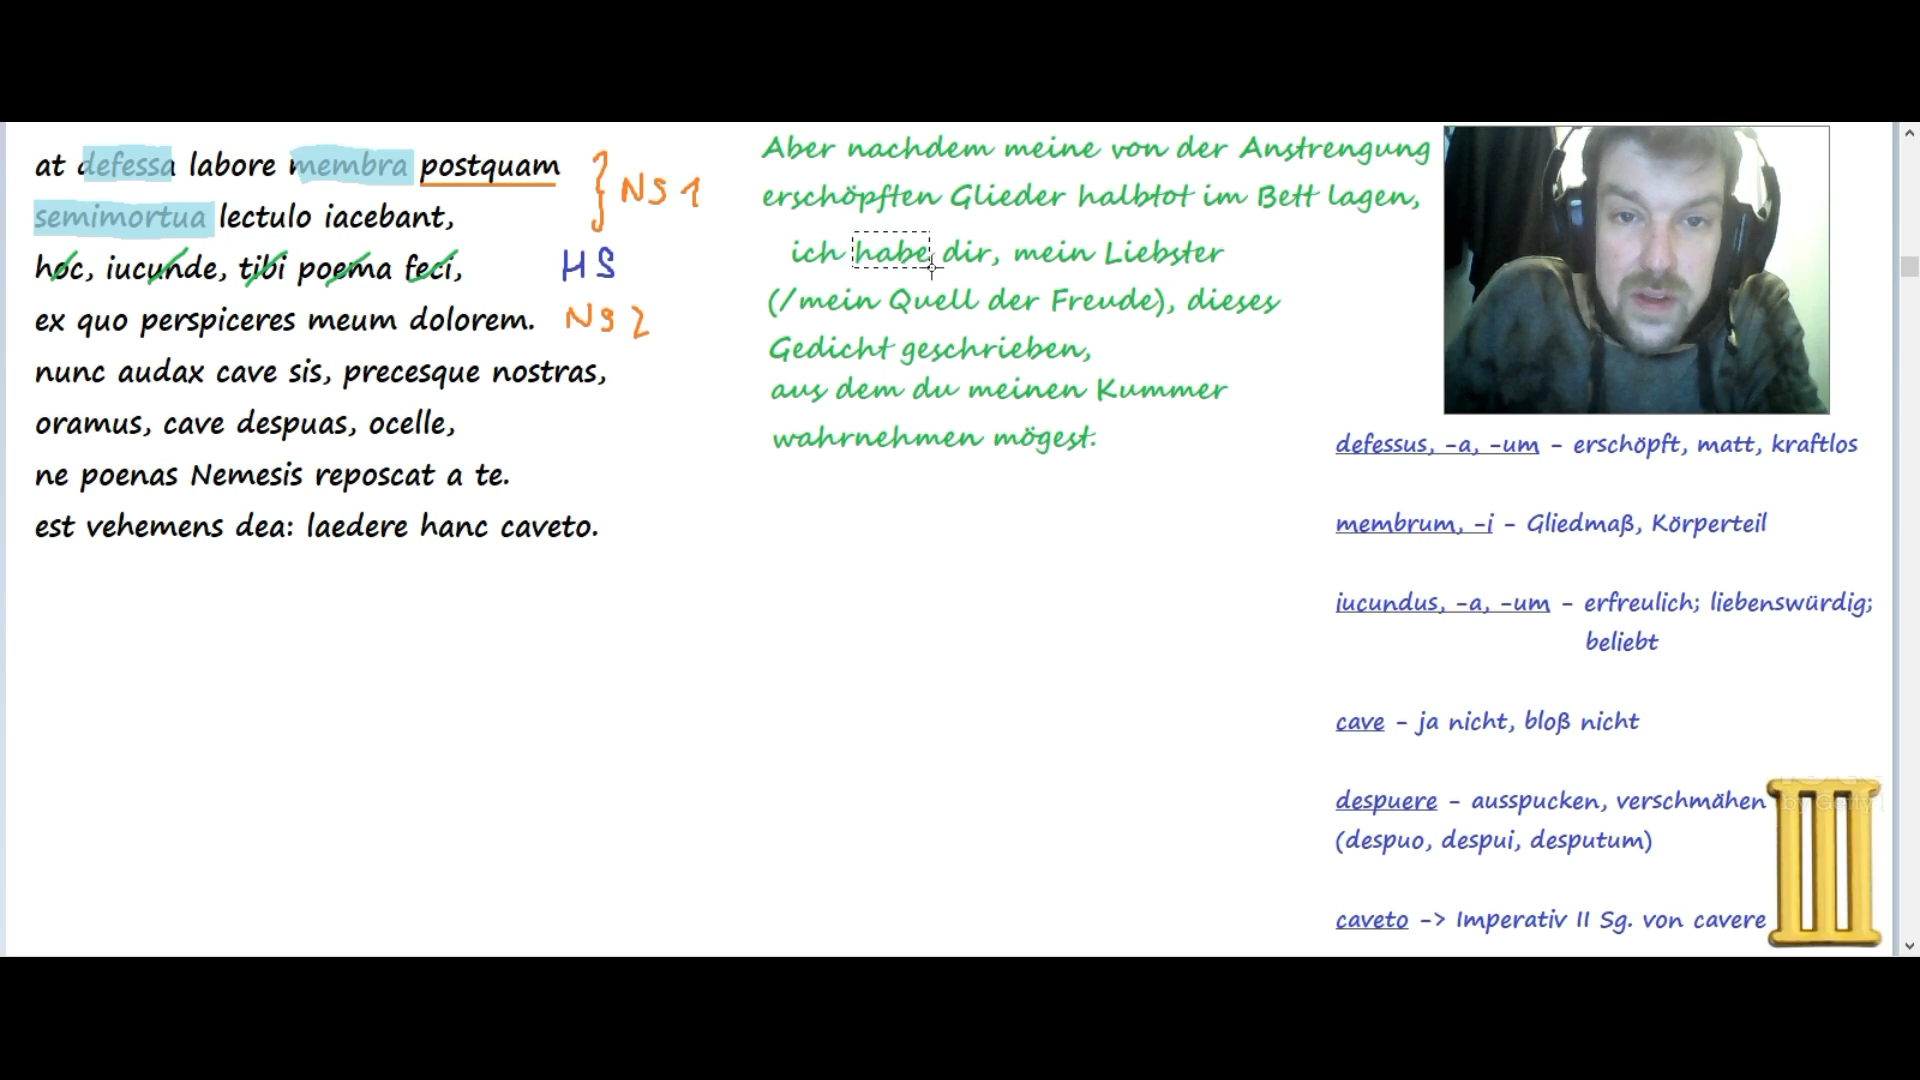 at defessa labore membra postquam
semimortua lectulo iacebant,
hoc, iucunde, tibi poema feci,
ex quo perspiceres meum dolorem.
nunc audax cave sis, precesque nostras,
oramus, cave despuas, ocelle,
ne poenas Nemesis reposcat a te.
est vehemens dea: laedere hanc caveto.
NS 1
HS
NS 2
Aber nachdem meine von der Anstrengung
erschöpften Glieder halbtot im Bett lagen,
ich habe dir, mein Liebster
(/mein Quell der Freude), dieses
Gedicht geschrieben,
aus dem du meinen Kummer
wahrnehmen mögest.
defessus, -a, -um - erschöpft, matt, kraftlos
membrum, -i - Gliedmaß, Körperteil
iucundus, -a, -um - erfreulich; liebenswürdig;
beliebt
cave - ja nicht, bloß nicht
despuere - ausspucken, verschmähen
(despuo, despui, desputum)
caveto -> Imperativ II Sg. von cavere